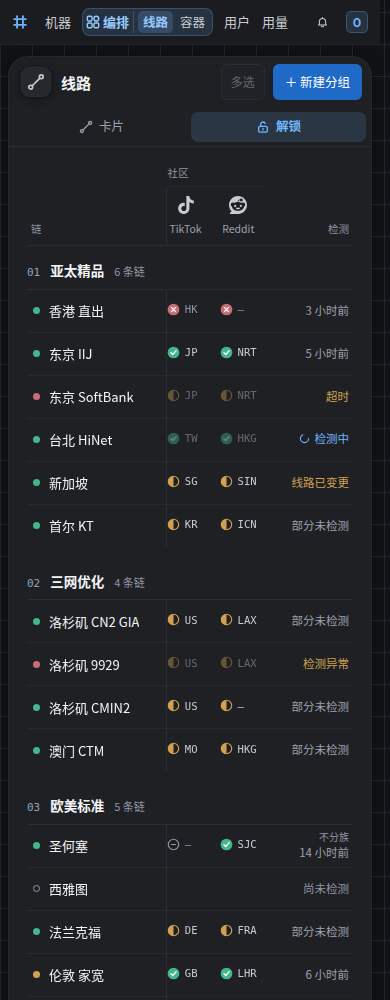 机器 编排 线路 容器 用户 用量 O
线路 多选 + 新建分组
卡片 解锁
社区
链 TikTok Reddit 检测
01 亚太精品 6 条链
香港 直出 HK – 3 小时前
东京 IIJ JP NRT 5 小时前
东京 SoftBank JP NRT 超时
台北 HiNet TW HKG 检测中
新加坡 SG SIN 线路已变更
首尔 KT KR ICN 部分未检测
02 三网优化 4 条链
洛杉矶 CN2 GIA US LAX 部分未检测
洛杉矶 9929 US LAX 检测异常
洛杉矶 CMIN2 US – 部分未检测
澳门 CTM MO HKG 部分未检测
03 欧美标准 5 条链
圣何塞 – SJC 不分族 14 小时前
西雅图 尚未检测
法兰克福 DE FRA 部分未检测
伦敦 家宽 GB LHR 6 小时前